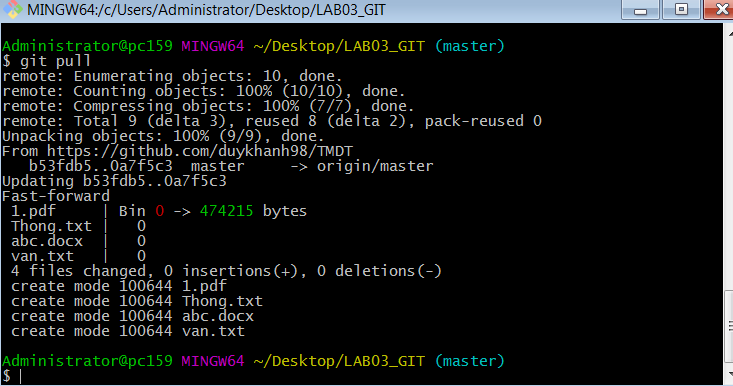 MINGW64:/c/Users/Administrator/Desktop/LAB03_GIT
Administrator@pc159 MINGW64 ~/Desktop/LAB03_GIT (master)
$ git pull
remote: Enumerating objects: 10, done.
remote: Counting objects: 100% (10/10), done.
remote: Compressing objects: 100% (7/7), done.
remote: Total 9 (delta 3), reused 8 (delta 2), pack-reused 0
Unpacking objects: 100% (9/9), done.
From https://github.com/duykhanh98/TMDT
   b53fdb5..0a7f5c3  master     -> origin/master
Updating b53fdb5..0a7f5c3
Fast-forward
 1.pdf     | Bin 0 -> 474215 bytes
 Thong.txt |   0
 abc.docx  |   0
 van.txt   |   0
 4 files changed, 0 insertions(+), 0 deletions(-)
 create mode 100644 1.pdf
 create mode 100644 Thong.txt
 create mode 100644 abc.docx
 create mode 100644 van.txt
Administrator@pc159 MINGW64 ~/Desktop/LAB03_GIT (master)
$